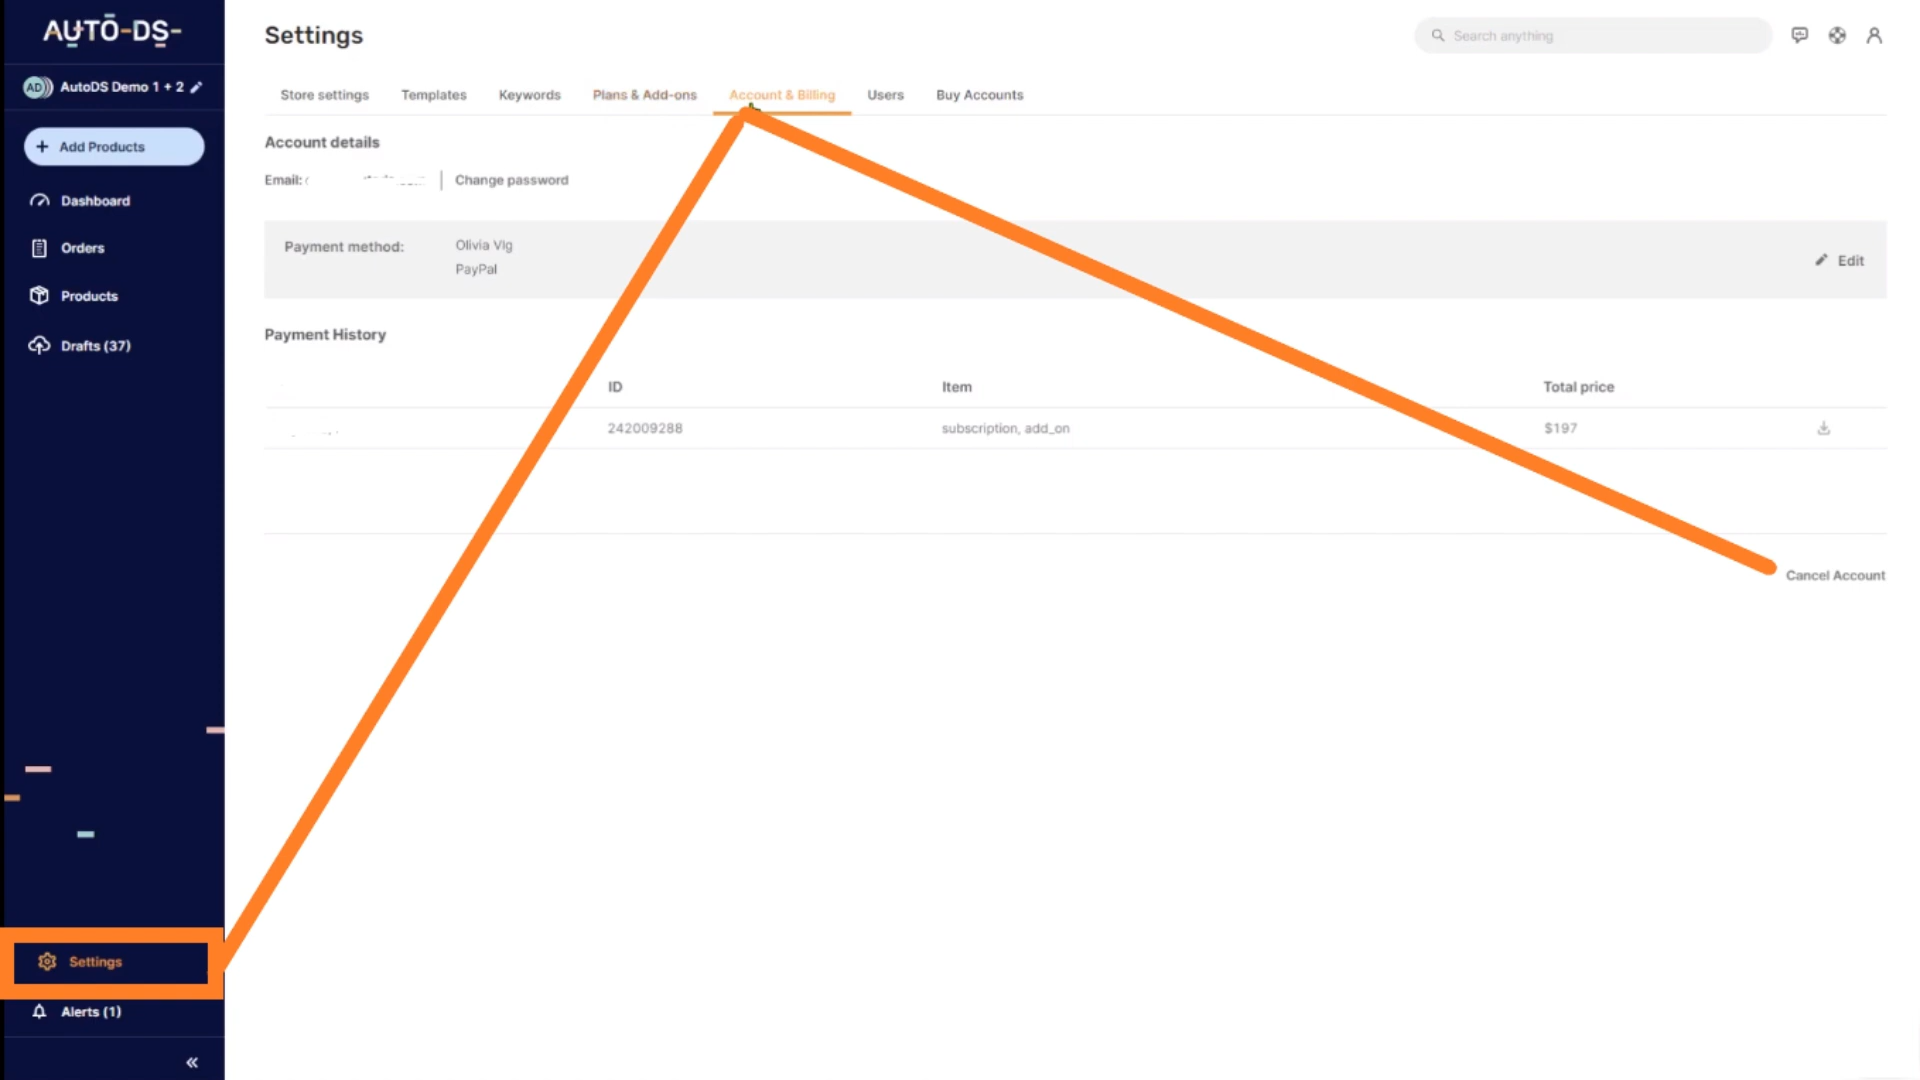 AUTO-DS-
AD AutoDS Demo 1 + 2
+ Add Products
Dashboard
Orders
Products
Drafts (37)
Settings
Alerts (1)
«
Settings
Search anything
Store settings Templates Keywords Plans & Add-ons Account & Billing Users Buy Accounts
Account details
Email: Change password
Payment method: Olivia Vlg
PayPal
Edit
Payment History
ID Item Total price
242009288 subscription, add_on $197
Cancel Account